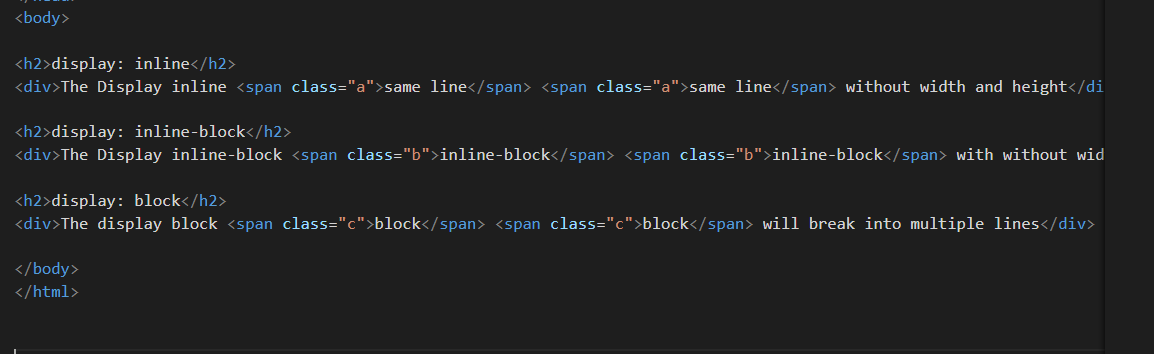 <body>
<h2>display: inline</h2>
<div>The Display inline <span class="a">same line</span> <span class="a">same line</span> without width and height</di
<h2>display: inline-block</h2>
<div>The Display inline-block <span class="b">inline-block</span> <span class="b">inline-block</span> with without wid
<h2>display: block</h2>
<div>The display block <span class="c">block</span> <span class="c">block</span> will break into multiple lines</div>
</body>
</html>